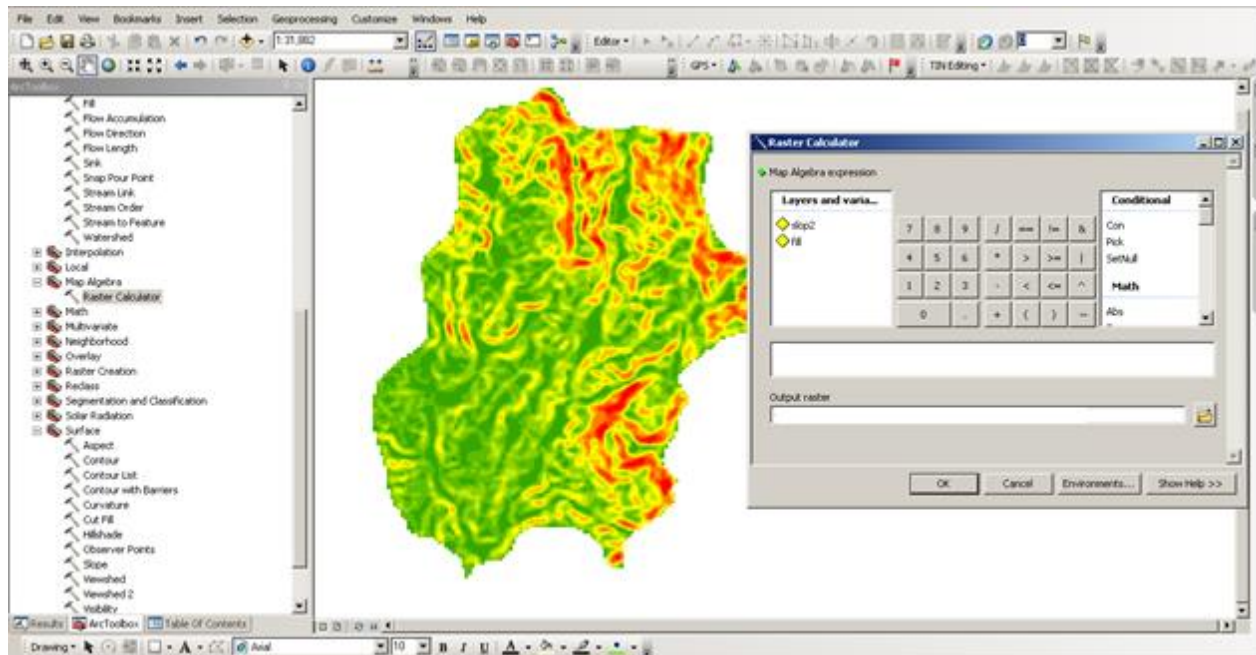 File Edit View Bookmarks Insert Selection Geoprocessing Customize Windows Help
1:31,882
Editor
GPS
TIN Editing
ArcToolbox
Fill
Flow Accumulation
Flow Direction
Flow Length
Sink
Snap Pour Point
Stream Link
Stream Order
Stream to Feature
Watershed
Interpolation
Local
Map Algebra
Raster Calculator
Math
Multivariate
Neighborhood
Overlay
Raster Creation
Reclass
Segmentation and Classification
Solar Radiation
Surface
Aspect
Contour
Contour List
Contour with Barriers
Curvature
Cut Fill
Hillshade
Observer Points
Slope
Viewshed
Viewshed 2
Visibility
Results ArcToolbox Table Of Contents
Drawing A Arial 10 B I U A
Raster Calculator
Map Algebra expression
Layers and varia...
slop2
fill
7 8 9 / == != &
4 5 6 * > >= |
1 2 3 - < <= ^
0 . + ( ) ~
Conditional
Con
Pick
SetNull
Math
Abs
Output raster
OK Cancel Environments... Show Help >>